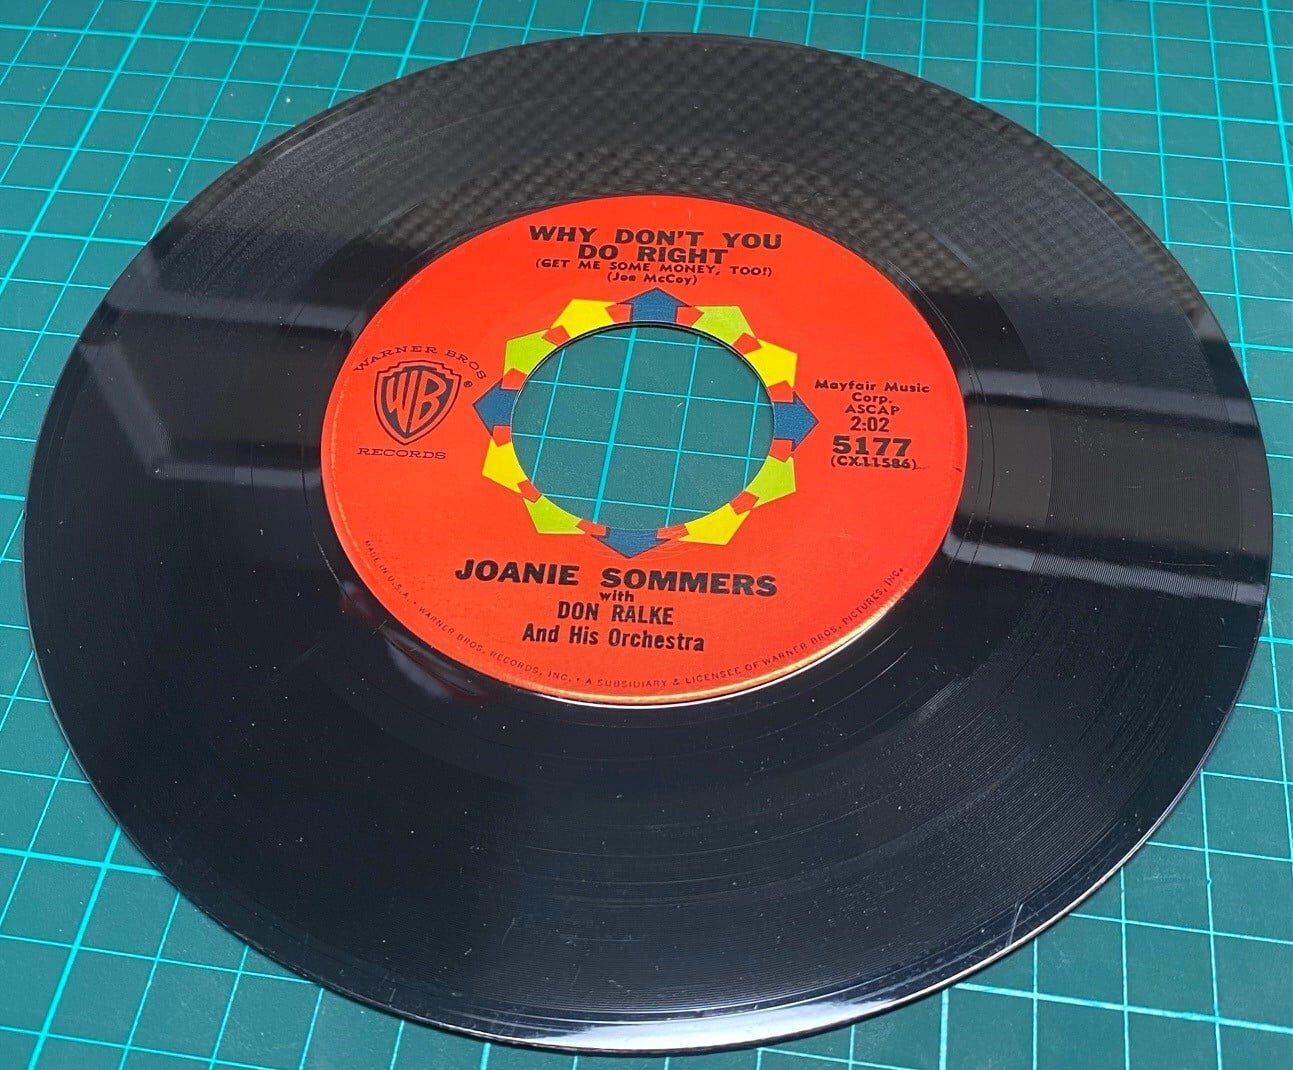 WHY DON'T YOU
DO RIGHT
(GET ME SOME MONEY, TOO!)
(Joe McCoy)
WARNER BROS
WB
®
RECORDS
Mayfair Music
Corp.
ASCAP
2:02
5177
(CX11586)
JOANIE SOMMERS
with
DON RALKE
And His Orchestra
MADE IN U.S.A. • WARNER BROS. RECORDS, INC. • A SUBSIDIARY & LICENSEE OF WARNER BROS. PICTURES, INC.